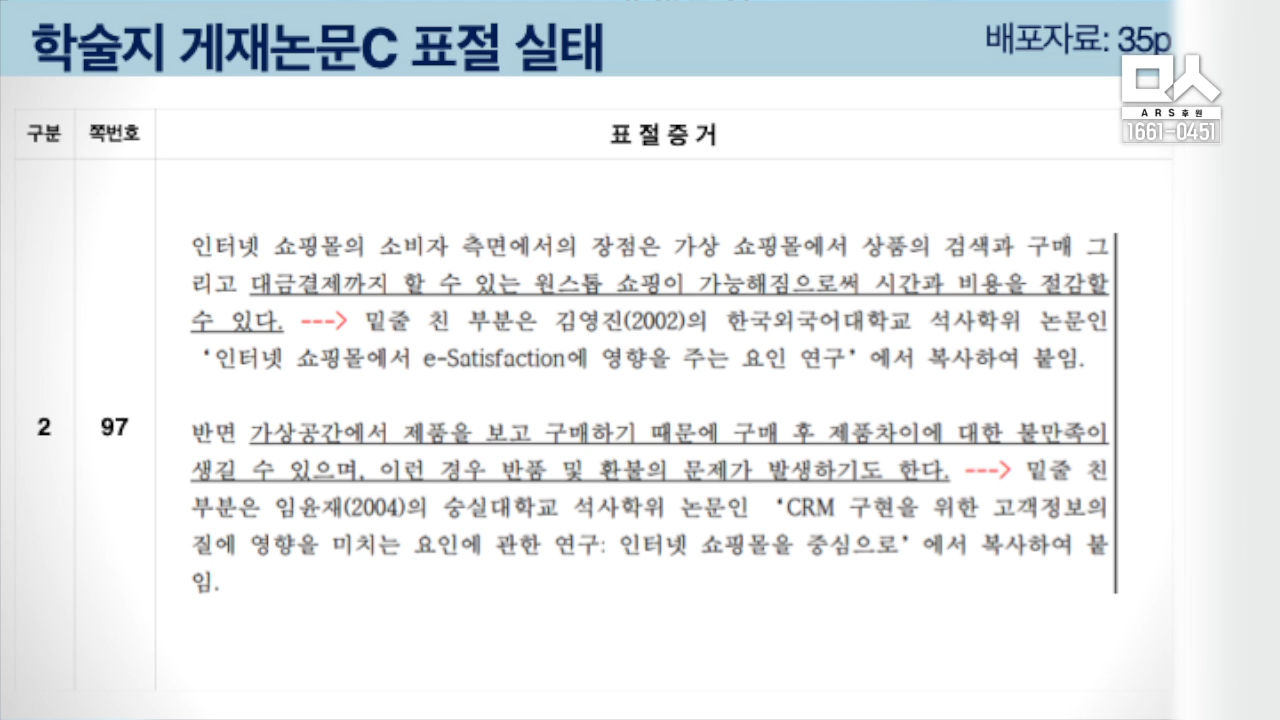 학술지 게재논문C 표절 실태
배포자료: 35p
ARS후원
1661-0451
구분 쪽번호 표절증거
인터넷 쇼핑몰의 소비자 측면에서의 장점은 가상 쇼핑몰에서 상품의 검색과 구매 그
리고 대금결제까지 할 수 있는 원스톱 쇼핑이 가능해짐으로써 시간과 비용을 절감할
수 있다. ---> 밑줄 친 부분은 김영진(2002)의 한국외국어대학교 석사학위 논문인
‘인터넷 쇼핑몰에서 e-Satisfaction에 영향을 주는 요인 연구’ 에서 복사하여 붙임.
2 97
반면 가상공간에서 제품을 보고 구매하기 때문에 구매 후 제품차이에 대한 불만족이
생길 수 있으며, 이런 경우 반품 및 환불의 문제가 발생하기도 한다. ---> 밑줄 친
부분은 임윤재(2004)의 숭실대학교 석사학위 논문인 ‘CRM 구현을 위한 고객정보의
질에 영향을 미치는 요인에 관한 연구: 인터넷 쇼핑몰을 중심으로’ 에서 복사하여 붙
임.